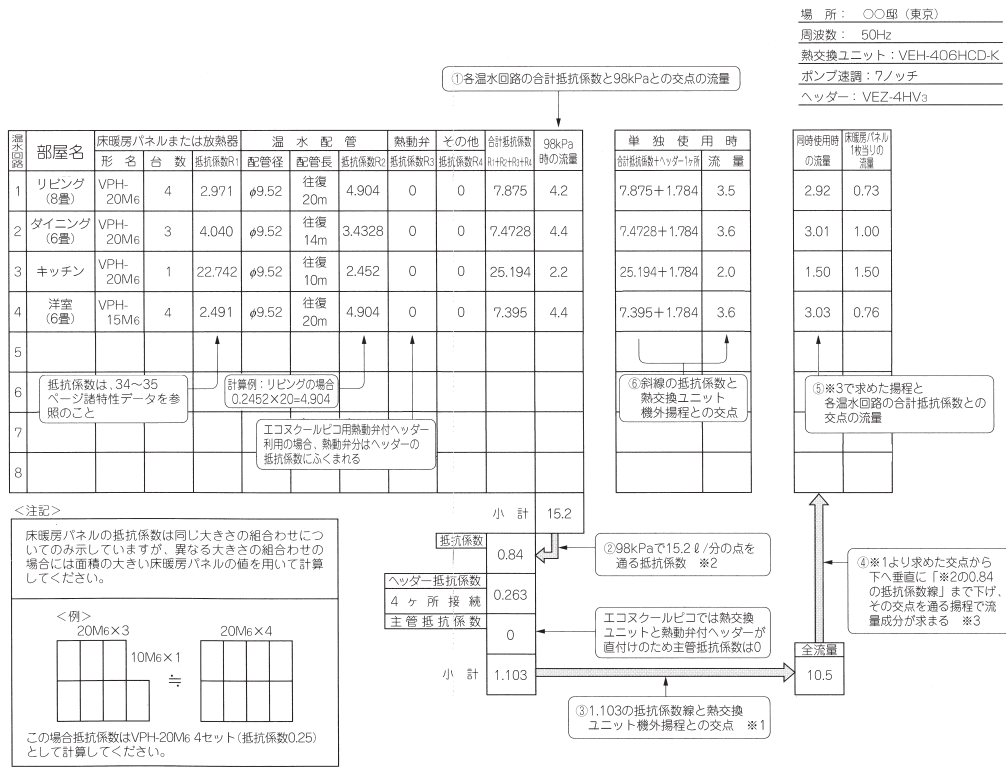 場 所： ○○邸（東京）
周波数： 50Hz
熱交換ユニット：VEH-406HCD-K
ポンプ速調：7ノッチ
ヘッダー：VEZ-4HV3
①各温水回路の合計抵抗係数と98kPaとの交点の流量
温水回路 部屋名 床暖房パネルまたは放熱器 温 水 配 管 熱動弁 その他 合計抵抗係数 98kPa時の流量 単 独 使 用 時 同時使用時の流量 床暖房パネル1枚当りの流量
形 名 台 数 抵抗係数R1 配管径 配管長 抵抗係数R2 抵抗係数R3 抵抗係数R4 R1+R2+R3+R4 合計抵抗係数+ヘッダー1ヶ所 流 量
1 リビング（8畳） VPH-20M6 4 2.971 φ9.52 往復20m 4.904 0 0 7.875 4.2 7.875+1.784 3.5 2.92 0.73
2 ダイニング（6畳） VPH-20M6 3 4.040 φ9.52 往復14m 3.4328 0 0 7.4728 4.4 7.4728+1.784 3.6 3.01 1.00
3 キッチン VPH-20M6 1 22.742 φ9.52 往復10m 2.452 0 0 25.194 2.2 25.194+1.784 2.0 1.50 1.50
4 洋室（6畳） VPH-15M6 4 2.491 φ9.52 往復20m 4.904 0 0 7.395 4.4 7.395+1.784 3.6 3.03 0.76
5
6
7
8
抵抗係数は、34〜35
ページ諸特性データを参
照のこと
計算例：リビングの場合
0.2452×20=4.904
エコヌクールピコ用熱動弁付ヘッダー
利用の場合、熱動弁分はヘッダーの
抵抗係数にふくまれる
⑥斜線の抵抗係数と
熱交換ユニット
機外揚程との交点
⑤※3で求めた揚程と
各温水回路の合計抵抗係数との
交点の流量
小 計 15.2
抵抗係数 0.84
②98kPaで15.2ℓ/分の点を
通る抵抗係数 ※2
ヘッダー抵抗係数
4 ヶ 所 接 続 0.263
主管抵抗係数 0
エコヌクールピコでは熱交換
ユニットと熱動弁付ヘッダーが
直付けのため主管抵抗係数は0
小 計 1.103
③1.103の抵抗係数線と熱交換
ユニット機外揚程との交点 ※1
全流量
10.5
④※1より求めた交点から
下へ垂直に「※2の0.84
の抵抗係数線」まで下げ、
その交点を通る揚程で流
量成分が求まる ※3
＜注記＞
床暖房パネルの抵抗係数は同じ大きさの組合わせにつ
いてのみ示していますが、異なる大きさの組合わせの
場合には面積の大きい床暖房パネルの値を用いて計算
してください。
＜例＞
20M6×3 20M6×4
10M6×1
≒
この場合抵抗係数はVPH-20M6 4セット（抵抗係数0.25）
として計算してください。